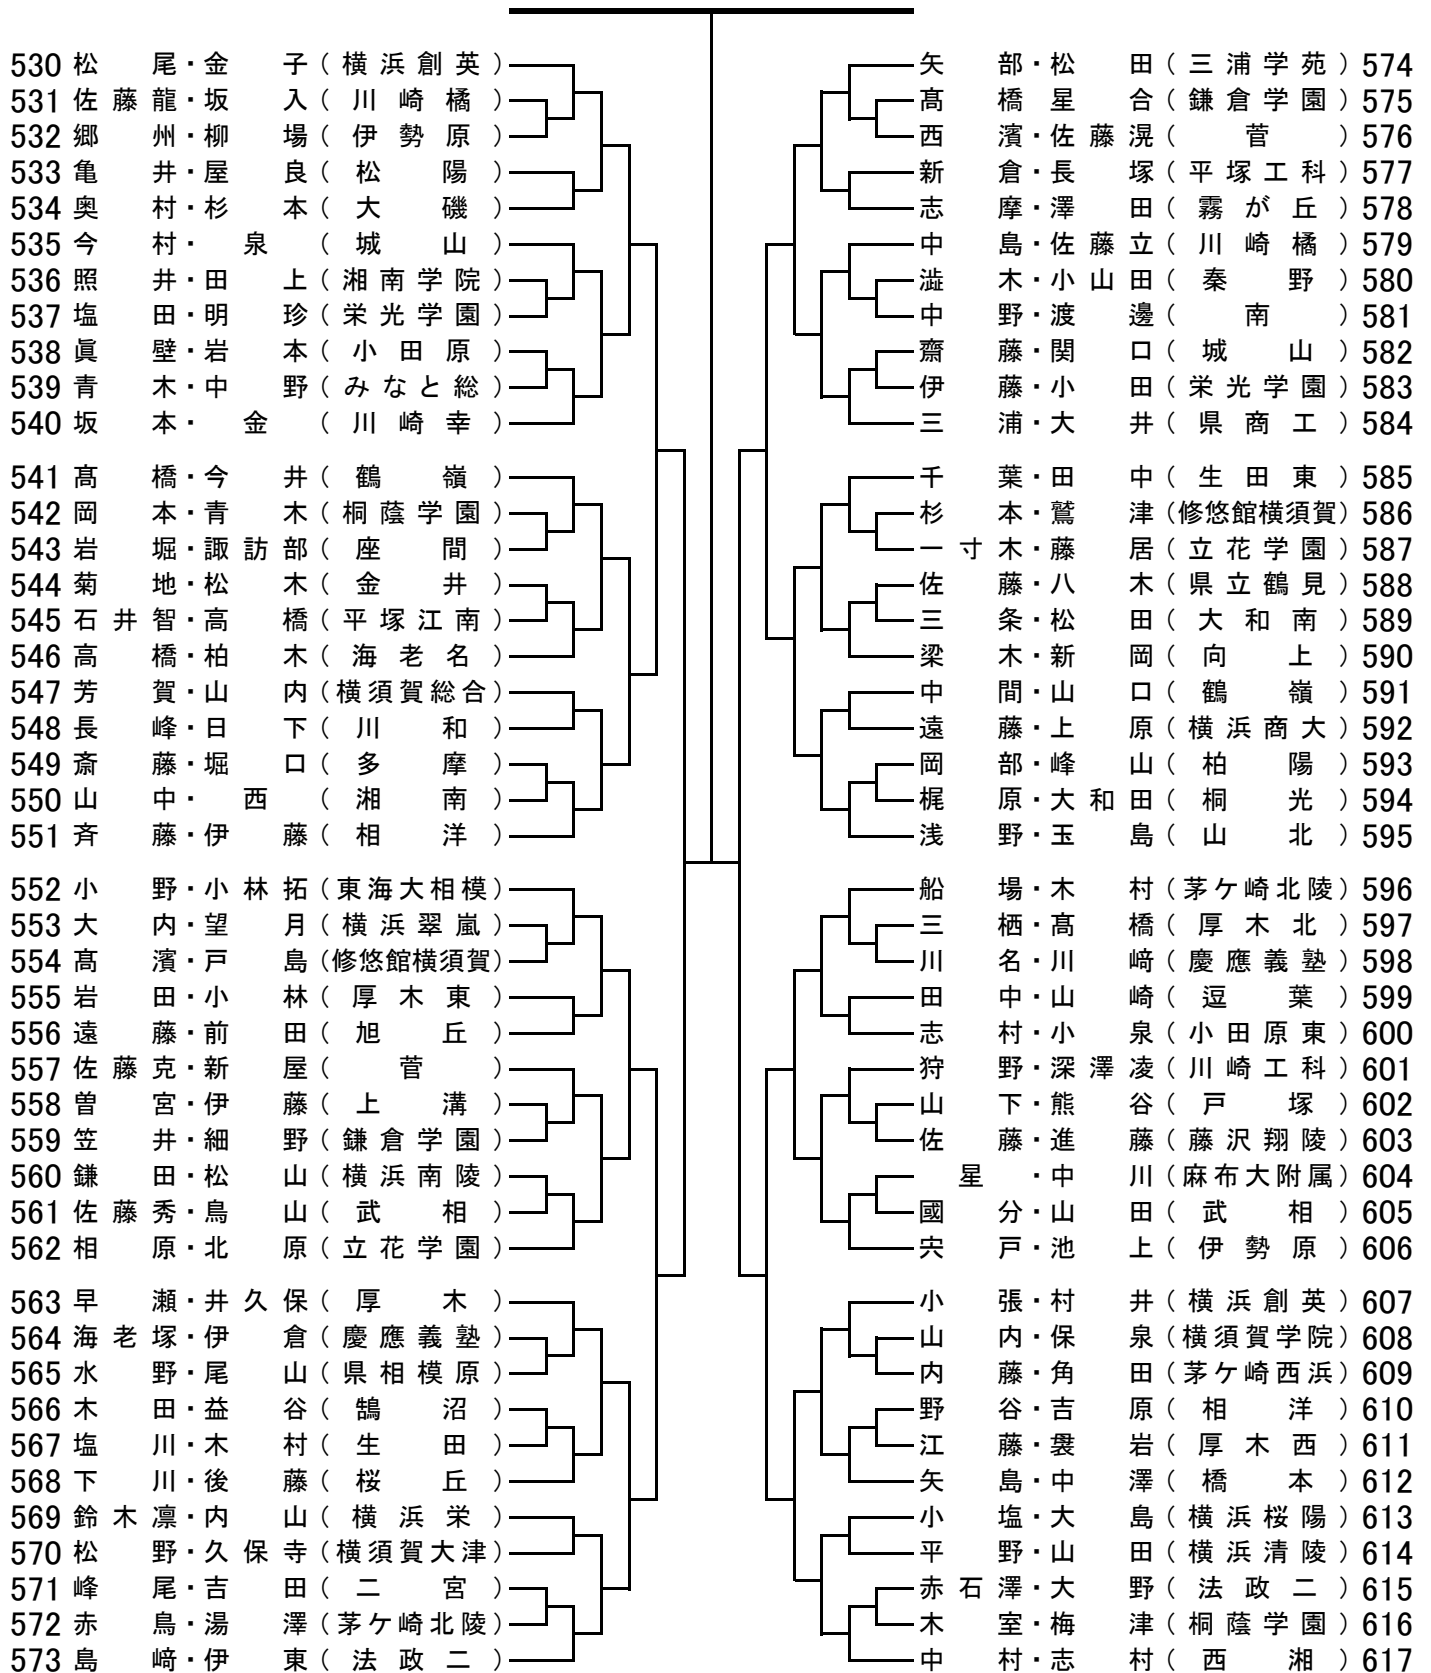 530 松尾・金子(横浜創英)
531 佐藤龍・坂入(川崎橘)
532 郷州・柳場(伊勢原)
533 亀井・屋良(松陽)
534 奥村・杉本(大磯)
535 今村・泉(城山)
536 照井・田上(湘南学院)
537 塩田・明珍(栄光学園)
538 眞壁・岩本(小田原)
539 青木・中野(みなと総)
540 坂本・金(川崎幸)
541 髙橋・今井(鶴嶺)
542 岡本・青木(桐蔭学園)
543 岩堀・諏訪部(座間)
544 菊地・松木(金井)
545 石井智・高橋(平塚江南)
546 高橋・柏木(海老名)
547 芳賀・山内(横須賀総合)
548 長峰・日下(川和)
549 斎藤・堀口(多摩)
550 山中・西(湘南)
551 斉藤・伊藤(相洋)
552 小野・小林拓(東海大相模)
553 大内・望月(横浜翠嵐)
554 髙濱・戸島(修悠館横須賀)
555 岩田・小林(厚木東)
556 遠藤・前田(旭丘)
557 佐藤克・新屋(菅)
558 曽宮・伊藤(上溝)
559 笠井・細野(鎌倉学園)
560 鎌田・松山(横浜南陵)
561 佐藤秀・鳥山(武相)
562 相原・北原(立花学園)
563 早瀬・井久保(厚木)
564 海老塚・伊倉(慶應義塾)
565 水野・尾山(県相模原)
566 木田・益谷(鵠沼)
567 塩川・木村(生田)
568 下川・後藤(桜丘)
569 鈴木凛・内山(横浜栄)
570 松野・久保寺(横須賀大津)
571 峰尾・吉田(二宮)
572 赤鳥・湯澤(茅ケ崎北陵)
573 島﨑・伊東(法政二)
矢部・松田(三浦学苑)574
髙橋星合(鎌倉学園)575
西濱・佐藤滉(菅)576
新倉・長塚(平塚工科)577
志摩・澤田(霧が丘)578
中島・佐藤立(川崎橘)579
澁木・小山田(秦野)580
中野・渡邊(南)581
齋藤・関口(城山)582
伊藤・小田(栄光学園)583
三浦・大井(県商工)584
千葉・田中(生田東)585
杉本・鷲津(修悠館横須賀)586
一寸木・藤居(立花学園)587
佐藤・八木(県立鶴見)588
三条・松田(大和南)589
梁木・新岡(向上)590
中間・山口(鶴嶺)591
遠藤・上原(横浜商大)592
岡部・峰山(柏陽)593
梶原・大和田(桐光)594
浅野・玉島(山北)595
船場・木村(茅ケ崎北陵)596
三栖・髙橋(厚木北)597
川名・川﨑(慶應義塾)598
田中・山崎(逗葉)599
志村・小泉(小田原東)600
狩野・深澤凌(川崎工科)601
山下・熊谷(戸塚)602
佐藤・進藤(藤沢翔陵)603
星・中川(麻布大附属)604
國分・山田(武相)605
宍戸・池上(伊勢原)606
小張・村井(横浜創英)607
山内・保泉(横須賀学院)608
内藤・角田(茅ケ崎西浜)609
野谷・吉原(相洋)610
江藤・裊岩(厚木西)611
矢島・中澤(橋本)612
小塩・大島(横浜桜陽)613
平野・山田(横浜清陵)614
赤石澤・大野(法政二)615
木室・梅津(桐蔭学園)616
中村・志村(西湘)617